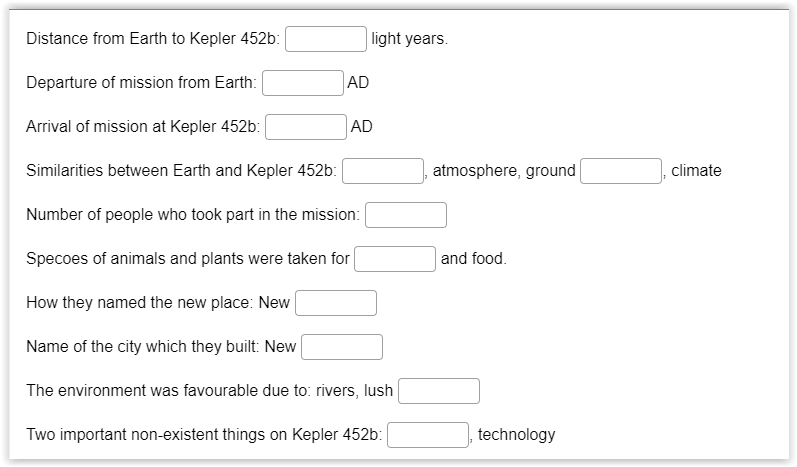 Distance from Earth to Kepler 452b: light years.
Departure of mission from Earth: AD
Arrival of mission at Kepler 452b: AD
Similarities between Earth and Kepler 452b: , atmosphere, ground , climate
Number of people who took part in the mission:
Specoes of animals and plants were taken for and food.
How they named the new place: New
Name of the city which they built: New
The environment was favourable due to: rivers, lush
Two important non-existent things on Kepler 452b: , technology